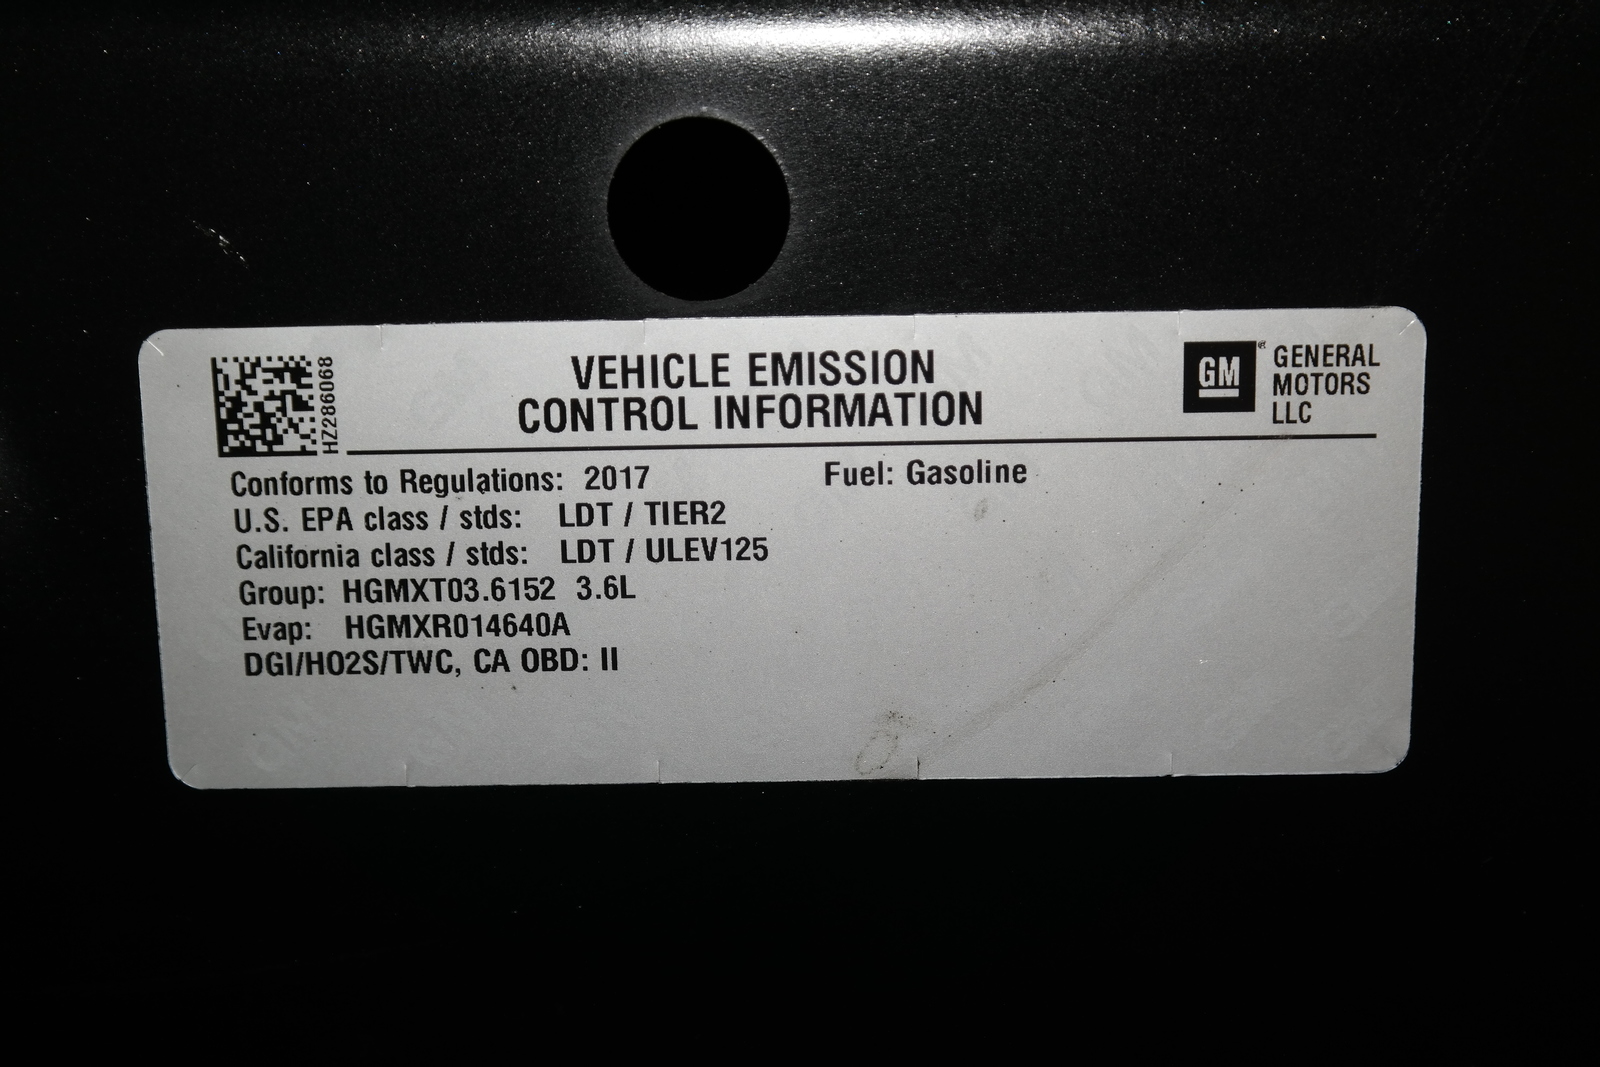 VEHICLE EMISSION
CONTROL INFORMATION
HZ286068
GM
GENERAL
MOTORS
LLC
Conforms to Regulations: 2017 Fuel: Gasoline
U.S. EPA class / stds: LDT / TIER2
California class / stds: LDT / ULEV125
Group: HGMXT03.6152 3.6L
Evap: HGMXR014640A
DGI/HO2S/TWC, CA OBD: II